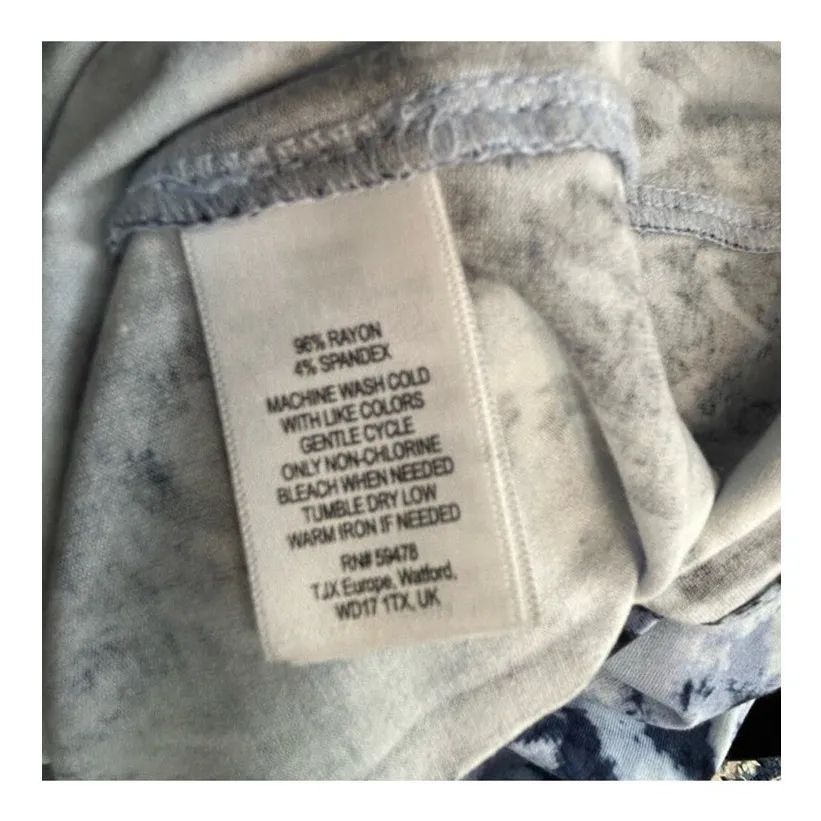 96% RAYON
4% SPANDEX
MACHINE WASH COLD
WITH LIKE COLORS
GENTLE CYCLE
ONLY NON-CHLORINE
BLEACH WHEN NEEDED
TUMBLE DRY LOW
WARM IRON IF NEEDED
RN# 59478
TJX Europe, Watford,
WD17 1TX, UK